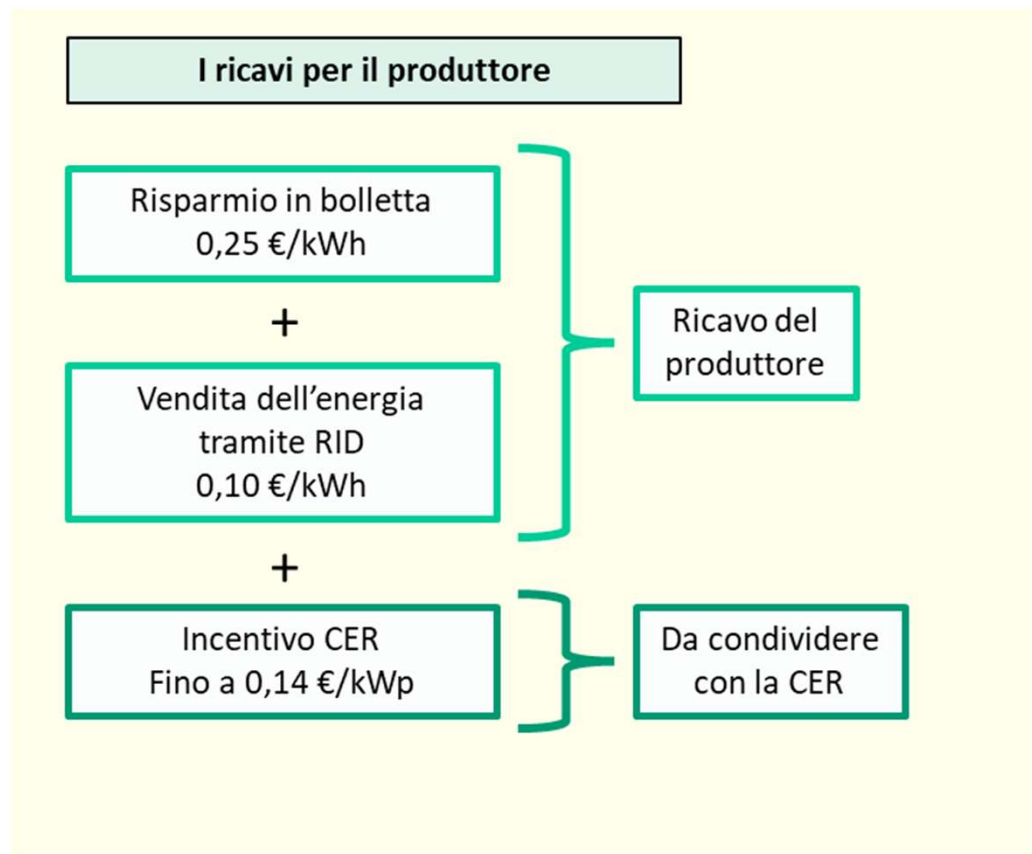 I ricavi per il produttore
Risparmio in bolletta
0,25 €/kWh
+
Vendita dell’energia
tramite RID
0,10 €/kWh
Ricavo del
produttore
+
Incentivo CER
Fino a 0,14 €/kWp
Da condividere
con la CER